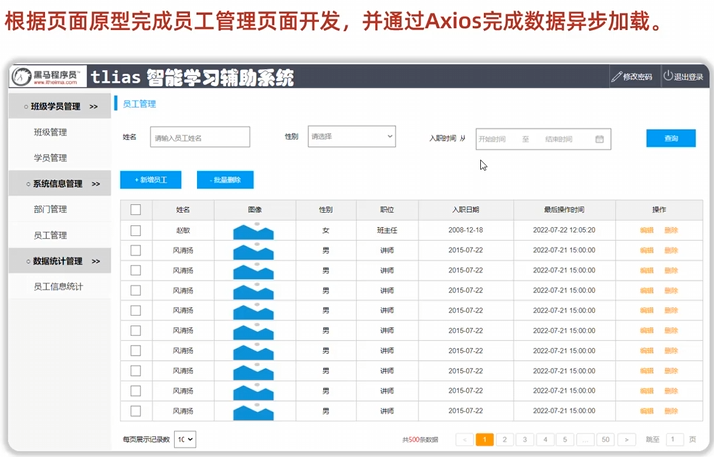 根据页面原型完成员工管理页面开发，并通过Axios完成数据异步加载。
黑马程序员 www.itheima.com tlias 智能学习辅助系统 修改密码 退出登录
班级学员管理 >>
班级管理
学员管理
系统信息管理 >>
部门管理
员工管理
数据统计管理 >>
员工信息统计
员工管理
姓名 请输入员工姓名 性别 请选择 入职时间 开始时间 至 结束时间 查询
+ 新增员工 - 批量删除
姓名 图像 性别 职位 入职日期 最后操作时间 操作
赵敏 女 班主任 2008-12-18 2022-07-22 12:05:20 编辑 删除
风清扬 男 讲师 2015-07-22 2022-07-21 15:00:00 编辑 删除
风清扬 男 讲师 2015-07-22 2022-07-21 15:00:00 编辑 删除
风清扬 男 讲师 2015-07-22 2022-07-21 15:00:00 编辑 删除
风清扬 男 讲师 2015-07-22 2022-07-21 15:00:00 编辑 删除
风清扬 男 讲师 2015-07-22 2022-07-21 15:00:00 编辑 删除
风清扬 男 讲师 2015-07-22 2022-07-21 15:00:00 编辑 删除
风清扬 男 讲师 2015-07-22 2022-07-21 15:00:00 编辑 删除
风清扬 男 讲师 2015-07-22 2022-07-21 15:00:00 编辑 删除
风清扬 男 讲师 2015-07-22 2022-07-21 15:00:00 编辑 删除
每页展示记录数 共500条数据 < 1 2 3 4 5 ... 50 > 跳至 1 页